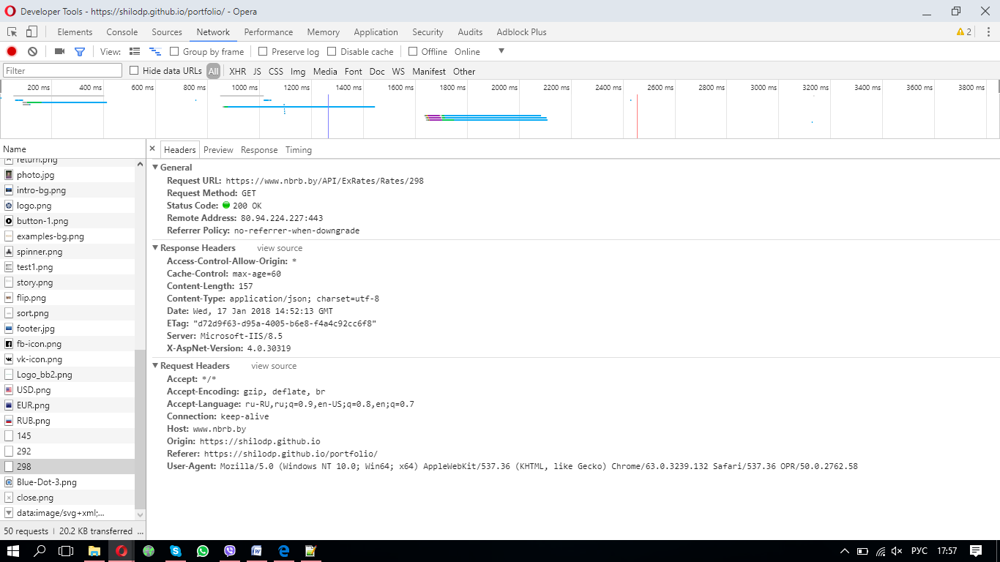 Developer Tools - https://shilodp.github.io/portfolio/ - Opera
Elements Console Sources Network Performance Memory Application Security Audits Adblock Plus 2
View: Group by frame Preserve log Disable cache Offline Online
Filter Hide data URLs All XHR JS CSS Img Media Font Doc WS Manifest Other
200 ms 400 ms 600 ms 800 ms 1000 ms 1200 ms 1400 ms 1600 ms 1800 ms 2000 ms 2200 ms 2400 ms 2600 ms 2800 ms 3000 ms 3200 ms 3400 ms 3600 ms 3800 ms
Name
return.png
photo.jpg
intro-bg.png
logo.png
button-1.png
examples-bg.png
spinner.png
test1.png
story.png
flip.png
sort.png
footer.jpg
fb-icon.png
vk-icon.png
Logo_bb2.png
USD.png
EUR.png
RUB.png
145
292
298
Blue-Dot-3.png
close.png
data:image/svg+xml;...
50 requests | 20.2 KB transferred ...
× Headers Preview Response Timing
General
Request URL: https://www.nbrb.by/API/ExRates/Rates/298
Request Method: GET
Status Code: 200 OK
Remote Address: 80.94.224.227:443
Referrer Policy: no-referrer-when-downgrade
Response Headers view source
Access-Control-Allow-Origin: *
Cache-Control: max-age=60
Content-Length: 157
Content-Type: application/json; charset=utf-8
Date: Wed, 17 Jan 2018 14:52:13 GMT
ETag: "d72d9f63-d95a-4005-b6e8-f4a4c92cc6f8"
Server: Microsoft-IIS/8.5
X-AspNet-Version: 4.0.30319
Request Headers view source
Accept: */*
Accept-Encoding: gzip, deflate, br
Accept-Language: ru-RU,ru;q=0.9,en-US;q=0.8,en;q=0.7
Connection: keep-alive
Host: www.nbrb.by
Origin: https://shilodp.github.io
Referer: https://shilodp.github.io/portfolio/
User-Agent: Mozilla/5.0 (Windows NT 10.0; Win64; x64) AppleWebKit/537.36 (KHTML, like Gecko) Chrome/63.0.3239.132 Safari/537.36 OPR/50.0.2762.58
РУС 17:57